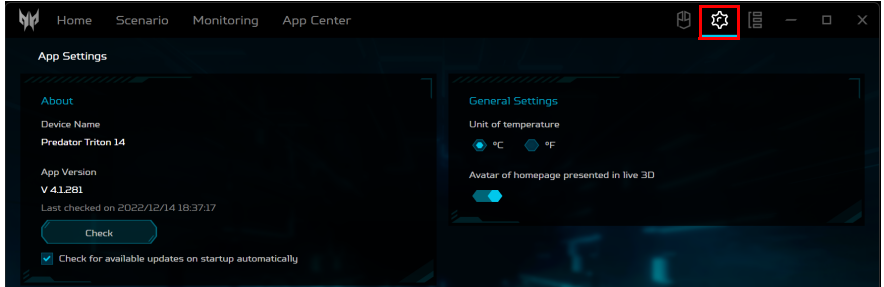 Home Scenario Monitoring App Center
App Settings
About
Device Name
Predator Triton 14
App Version
V 4.1.281
Last checked on 2022/12/14 18:37:17
Check
Check for available updates on startup automatically
General Settings
Unit of temperature
°C °F
Avatar of homepage presented in live 3D